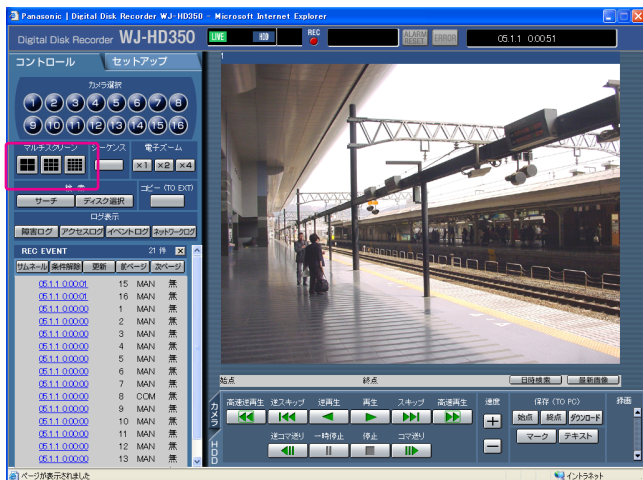 Panasonic | Digital Disk Recorder WJ-HD350 - Microsoft Internet Explorer
Digital Disk Recorder WJ-HD350
LIVE HDD REC ALARM RESET ERROR 05.1.1 0:00:51
コントロール セットアップ
1
カメラ選択
1 2 3 4 5 6 7 8
9 10 11 12 13 14 15 16
マルチスクリーン シーケンス 電子ズーム
×1 ×2 ×4
検 索 コピー (TO EXT)
サーチ ディスク選択
ログ表示
障害ログ アクセスログ イベントログ ネットワークログ
REC EVENT 21 件 X
サムネール 条件解除 更新 前ページ 次ページ
05.1.1 0:00:01 15 MAN 無
05.1.1 0:00:01 16 MAN 無
05.1.1 0:00:00 1 MAN 無
05.1.1 0:00:00 2 MAN 無
05.1.1 0:00:00 3 MAN 無
05.1.1 0:00:00 4 MAN 無
05.1.1 0:00:00 5 MAN 無
05.1.1 0:00:00 6 MAN 無
05.1.1 0:00:00 7 MAN 無
05.1.1 0:00:00 8 COM 無
05.1.1 0:00:00 9 MAN 無
05.1.1 0:00:00 10 MAN 無
05.1.1 0:00:00 11 MAN 無
05.1.1 0:00:00 12 MAN 無
05.1.1 0:00:00 13 MAN 無
始点 終点 日時検索 最新画像
カメラ
HDD
高速逆再生 逆スキップ 逆再生 再生 スキップ 高速再生 速度 保存 (TO PC) 録画
始点 終点 ダウンロード
逆コマ送り 一時停止 停止 コマ送り
マーク テキスト
ページが表示されました イントラネット